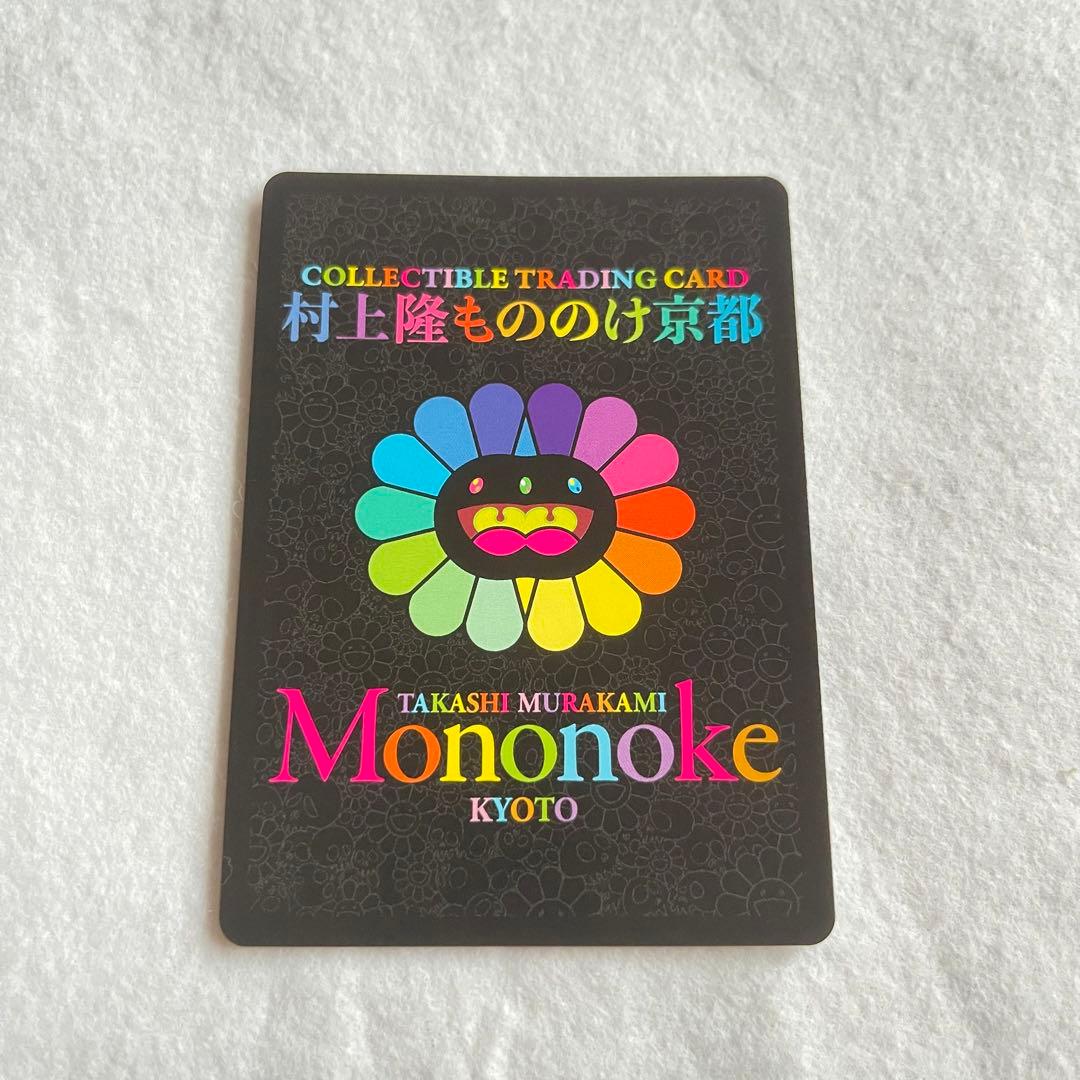 COLLECTIBLE TRADING CARD
村上隆もののけ京都
TAKASHI MURAKAMI
Mononoke
KYOTO